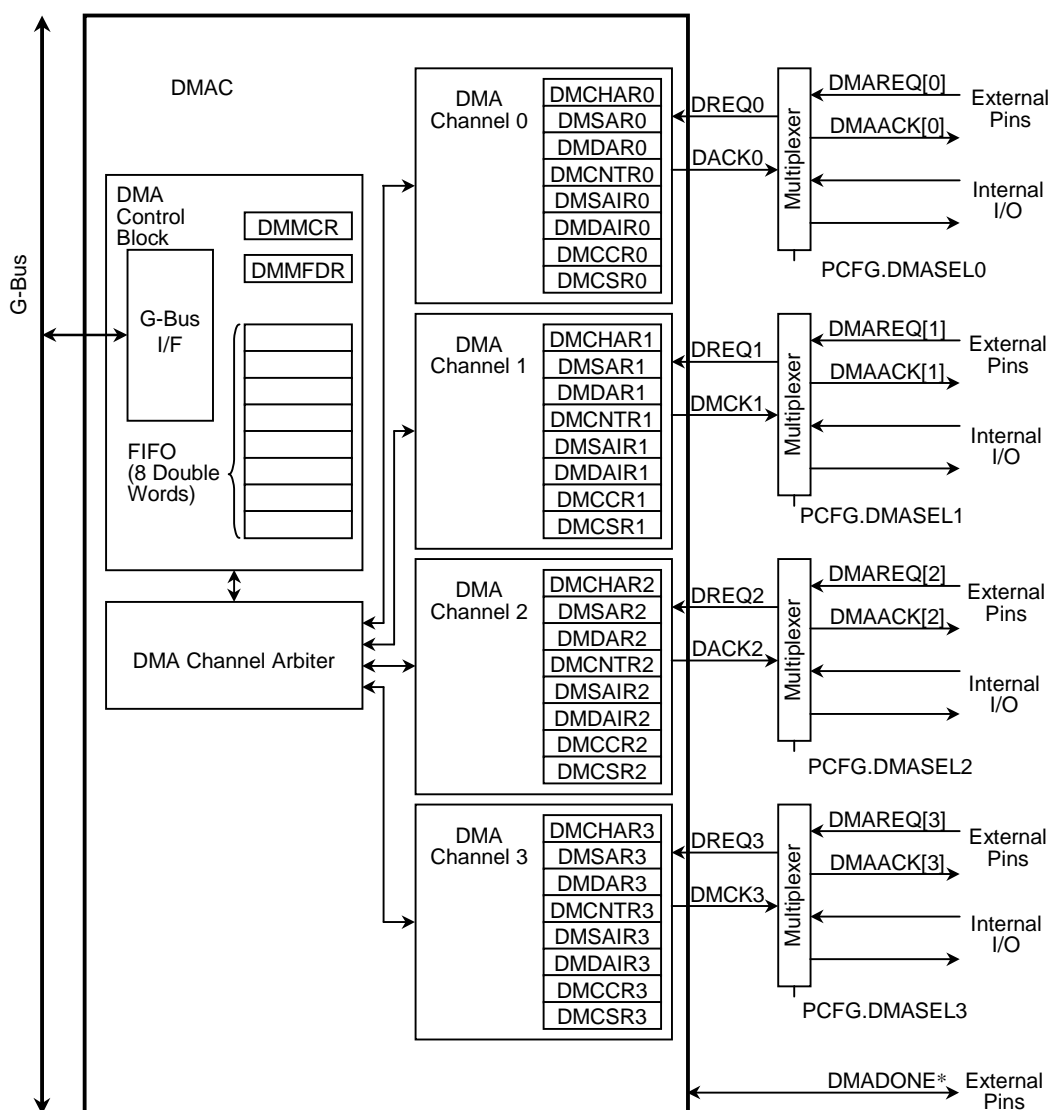 G-Bus
DMAC
DMA
Control
Block
DMMCR
DMMFDR
G-Bus
I/F
FIFO
(8 Double
Words)
DMA Channel Arbiter
DMA
Channel 0
DMCHAR0
DMSAR0
DMDAR0
DMCNTR0
DMSAIR0
DMDAIR0
DMCCR0
DMCSR0
DREQ0
DACK0
Multiplexer
DMAREQ[0]
DMAACK[0]
External
Pins
Internal
I/O
PCFG.DMASEL0
DMA
Channel 1
DMCHAR1
DMSAR1
DMDAR1
DMCNTR1
DMSAIR1
DMDAIR1
DMCCR1
DMCSR1
DREQ1
DMCK1
Multiplexer
DMAREQ[1]
DMAACK[1]
External
Pins
Internal
I/O
PCFG.DMASEL1
DMA
Channel 2
DMCHAR2
DMSAR2
DMDAR2
DMCNTR2
DMSAIR2
DMDAIR2
DMCCR2
DMCSR2
DREQ2
DACK2
Multiplexer
DMAREQ[2]
DMAACK[2]
External
Pins
Internal
I/O
PCFG.DMASEL2
DMA
Channel 3
DMCHAR3
DMSAR3
DMDAR3
DMCNTR3
DMSAIR3
DMDAIR3
DMCCR3
DMCSR3
DREQ3
DMCK3
Multiplexer
DMAREQ[3]
DMAACK[3]
External
Pins
Internal
I/O
PCFG.DMASEL3
DMADONE*
External
Pins